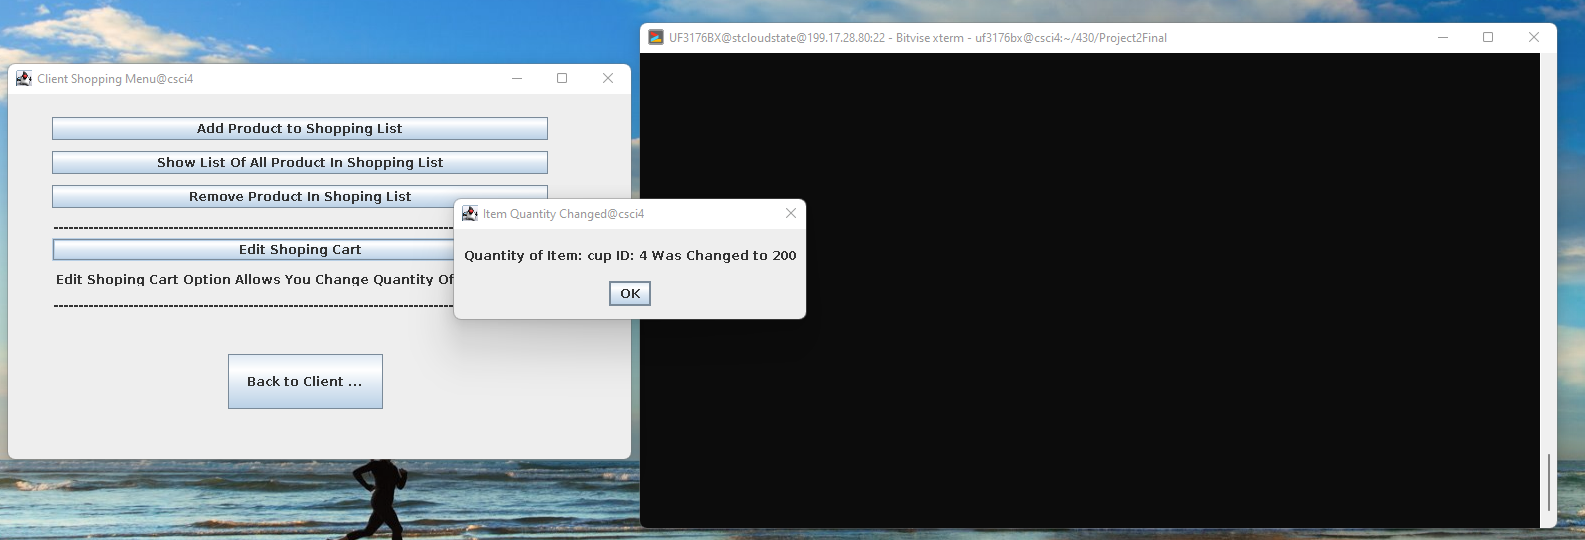 Client Shopping Menu@csci4
Add Product to Shopping List
Show List Of All Product In Shopping List
Remove Product In Shoping List
Edit Shoping Cart
Edit Shoping Cart Option Allows You Change Quantity Of
Back to Client ...
Item Quantity Changed@csci4
Quantity of Item: cup ID: 4 Was Changed to 200
OK
UF3176BX@stcloudstate@199.17.28.80:22 - Bitvise xterm - uf3176bx@csci4:~/430/Project2Final